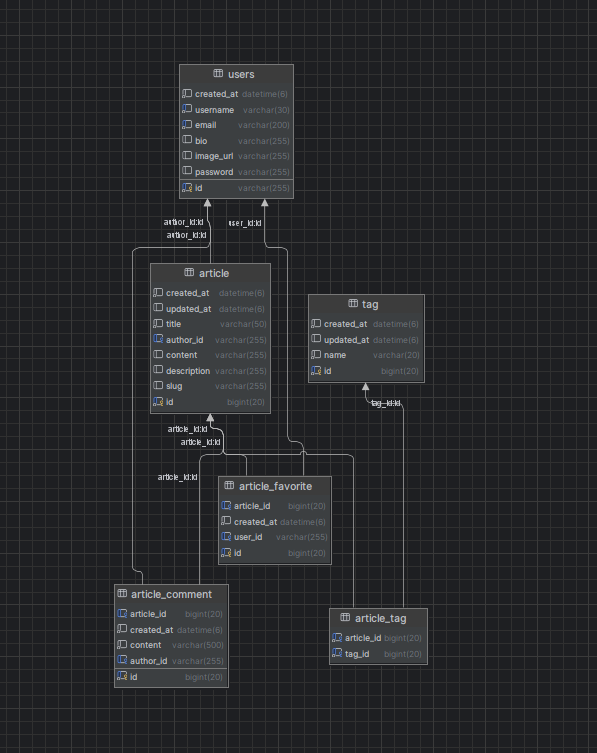 users
created_at datetime(6)
username varchar(30)
email varchar(200)
bio varchar(255)
image_url varchar(255)
password varchar(255)
id varchar(255)
author_id:id
author_id:id
user_id:id
article
created_at datetime(6)
updated_at datetime(6)
title varchar(50)
author_id varchar(255)
content varchar(255)
description varchar(255)
slug varchar(255)
id bigint(20)
tag
created_at datetime(6)
updated_at datetime(6)
name varchar(20)
id bigint(20)
tag_id:id
article_id:id
article_id:id
article_id:id
article_favorite
article_id bigint(20)
created_at datetime(6)
user_id varchar(255)
id bigint(20)
article_comment
article_id bigint(20)
created_at datetime(6)
content varchar(500)
author_id varchar(255)
id bigint(20)
article_tag
article_id bigint(20)
tag_id bigint(20)